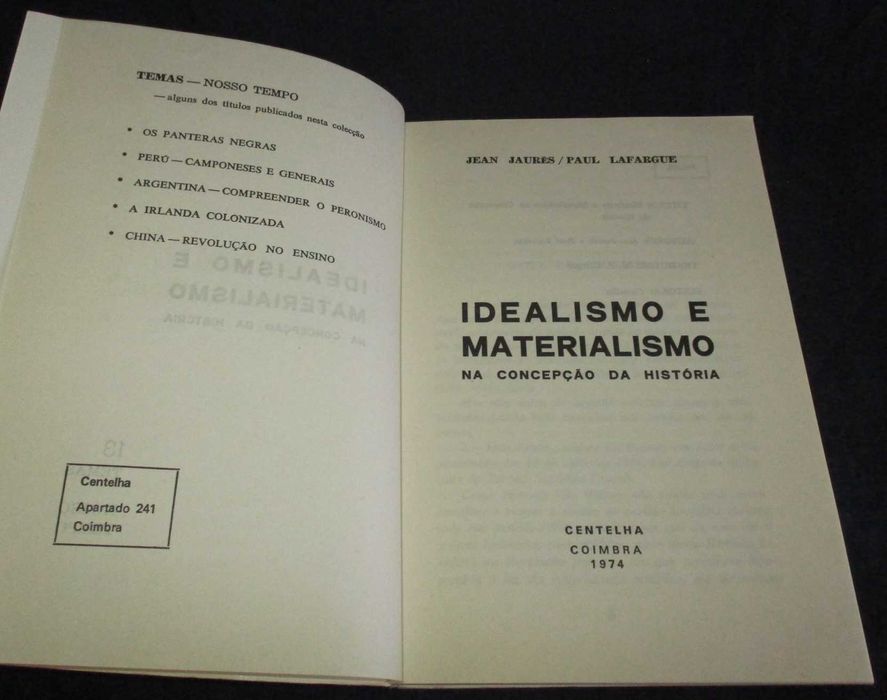 TEMAS — NOSSO TEMPO
— alguns dos títulos publicados nesta colecção
• OS PANTERAS NEGRAS
• PERÚ — CAMPONESES E GENERAIS
• ARGENTINA — COMPREENDER O PERONISMO
• A IRLANDA COLONIZADA
• CHINA — REVOLUÇÃO NO ENSINO
Centelha
Apartado 241
Coimbra
JEAN JAURÈS / PAUL LAFARGUE
IDEALISMO E
MATERIALISMO
NA CONCEPÇÃO DA HISTÓRIA
CENTELHA
COIMBRA
1974